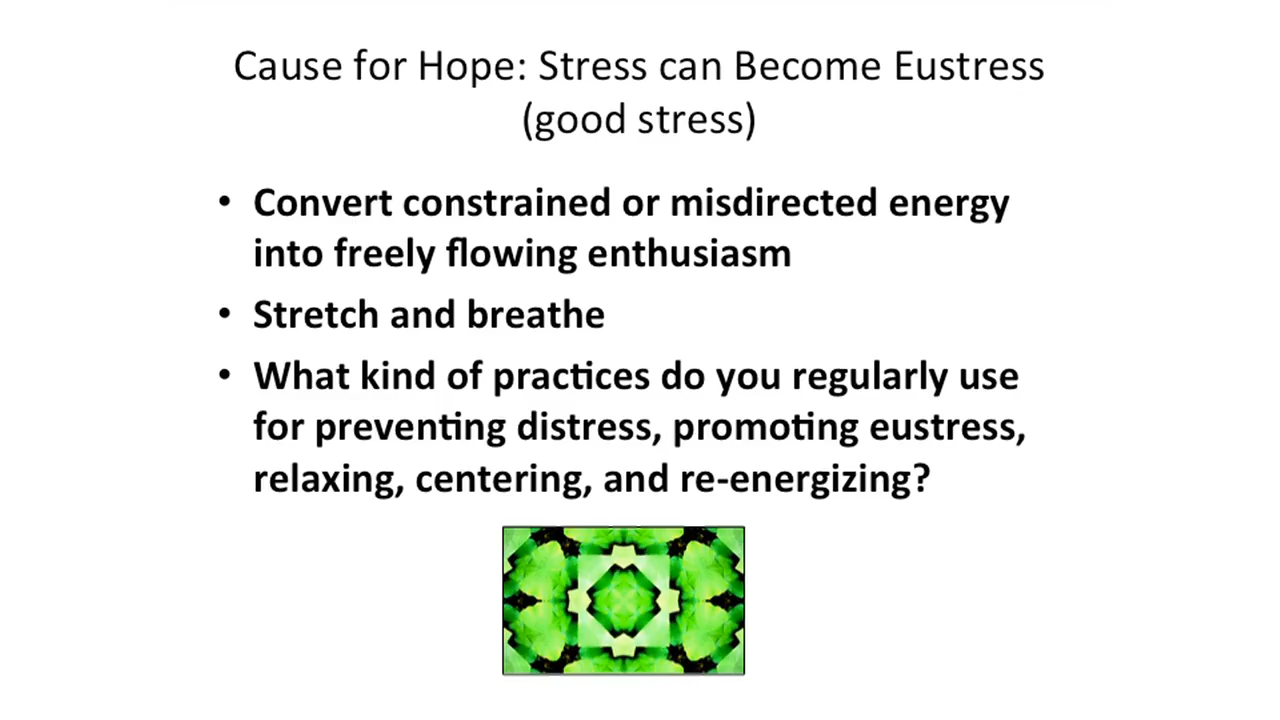 Cause for Hope: Stress can Become Eustress
(good stress)
• Convert constrained or misdirected energy
into freely flowing enthusiasm
• Stretch and breathe
• What kind of practices do you regularly use
for preventing distress, promoting eustress,
relaxing, centering, and re-energizing?